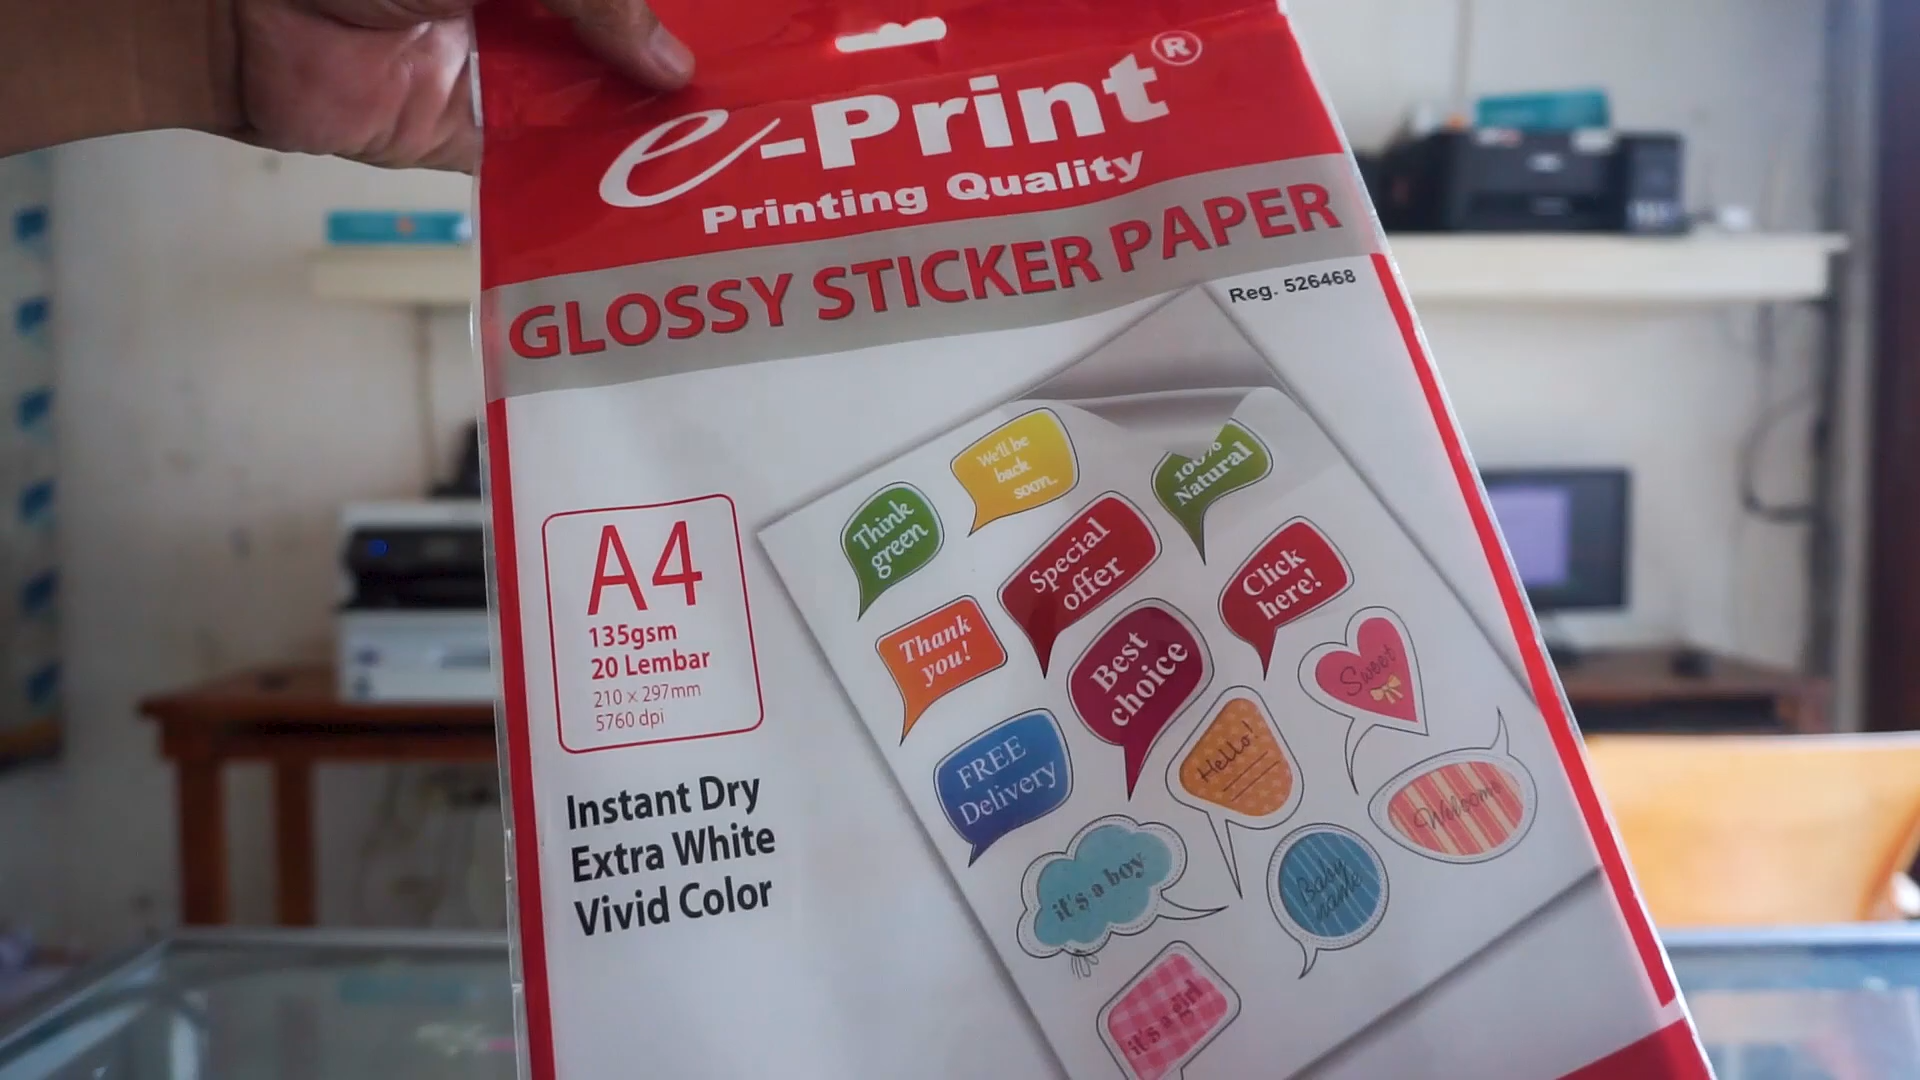 e-Print®
Printing Quality
GLOSSY STICKER PAPER
Reg. 526468
A4
135gsm
20 Lembar
210 x 297mm
5760 dpi
Instant Dry
Extra White
Vivid Color
We'll be
back
soon.
100%
Natural
Think
green
Special
offer
Click
here!
Thank
you!
Best
choice
Sweet
FREE
Delivery
Hello!
Welcome
it's a boy
Baby
it's a girl